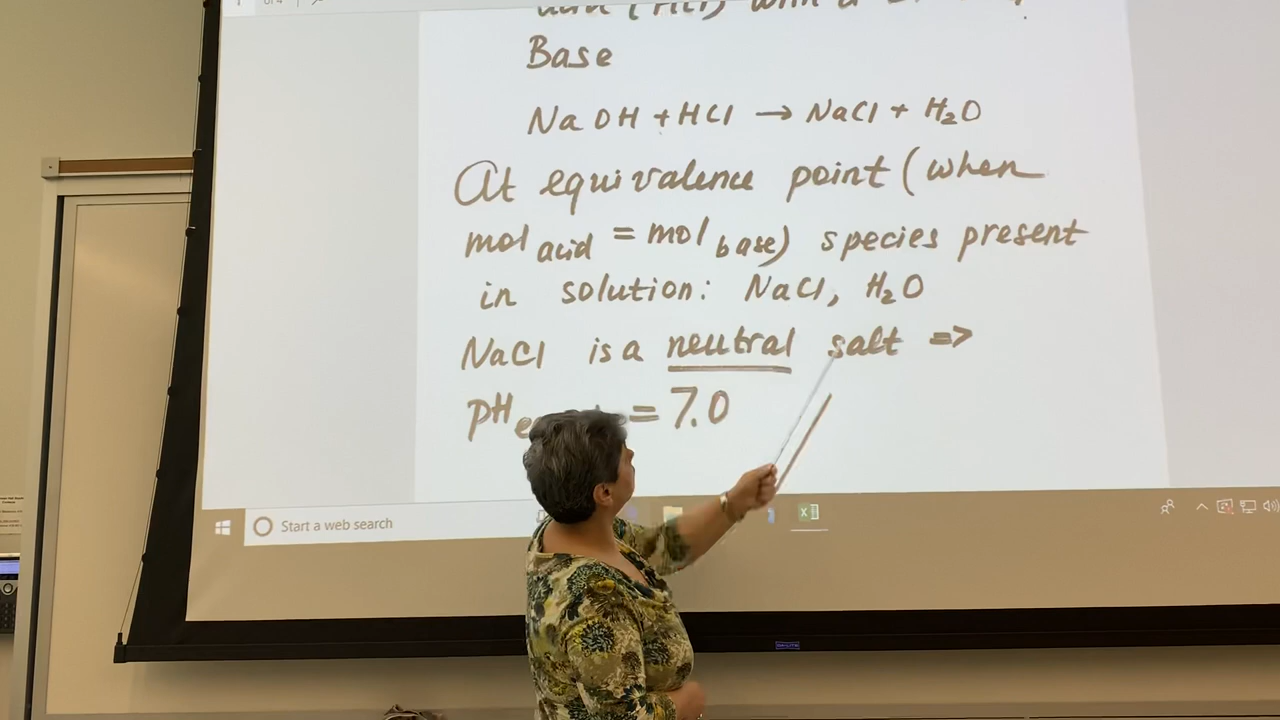 Base
NaOH + HCl → NaCl + H₂O
At equivalence point (when
mol acid = mol base) species present
in solution: NaCl, H₂O
NaCl is a neutral salt =>
pH = 7.0
Start a web search